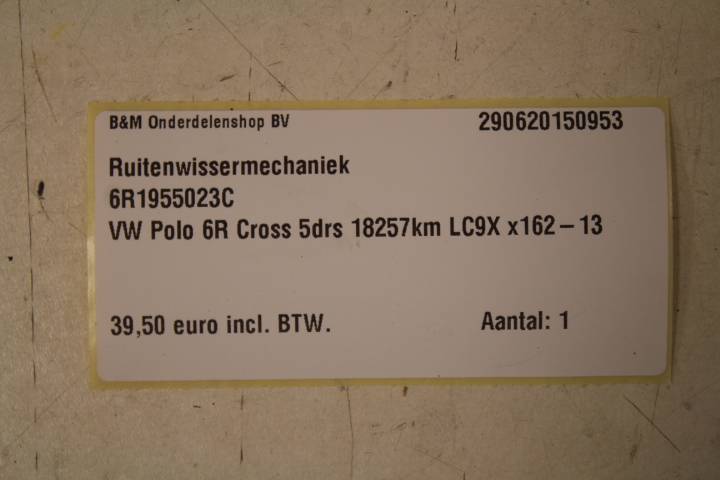 B&M Onderdelenshop BV 290620150953
Ruitenwissermechaniek
6R1955023C
VW Polo 6R Cross 5drs 18257km LC9X x162-13
39,50 euro incl. BTW. Aantal: 1